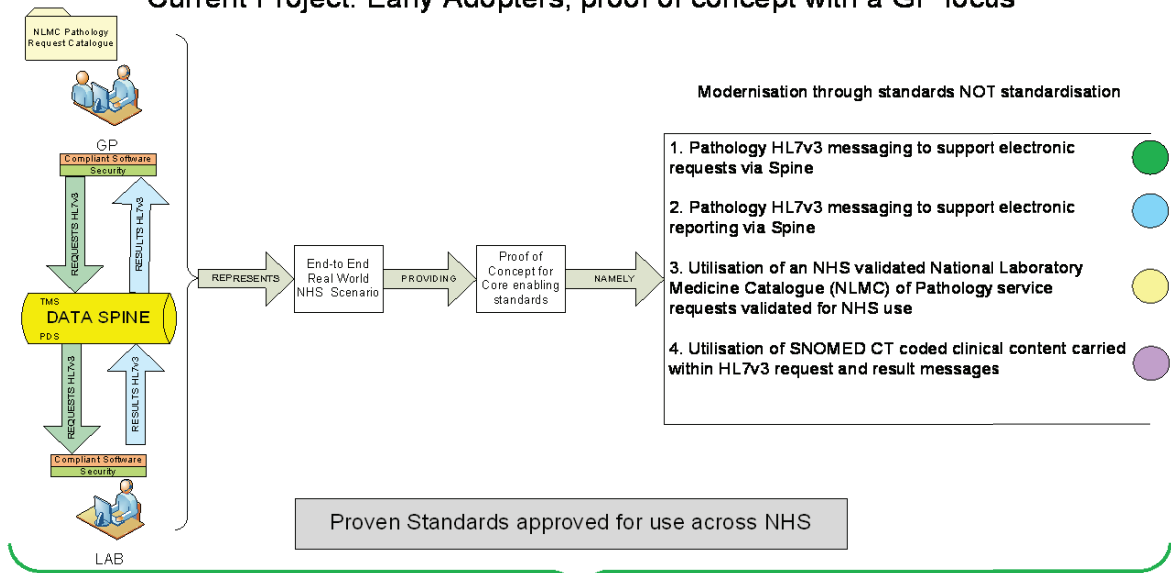 Current Project: Early Adopters, proof of concept with a GP focus
NLMC Pathology
Request Catalogue
GP
Compliant Software
Security
REQUESTS HL7v3
RESULTS HL7v3
TMS
DATA SPINE
PDS
REQUESTS HL7v3
RESULTS HL7v3
Compliant Software
Security
LAB
REPRESENTS
End-to End
Real World
NHS Scenario
PROVIDING
Proof of
Concept for
Core enabling
standards
NAMELY
Modernisation through standards NOT standardisation
1. Pathology HL7v3 messaging to support electronic
requests via Spine
2. Pathology HL7v3 messaging to support electronic
reporting via Spine
3. Utilisation of an NHS validated National Laboratory
Medicine Catalogue (NLMC) of Pathology service
requests validated for NHS use
4. Utilisation of SNOMED CT coded clinical content carried
within HL7v3 request and result messages
Proven Standards approved for use across NHS